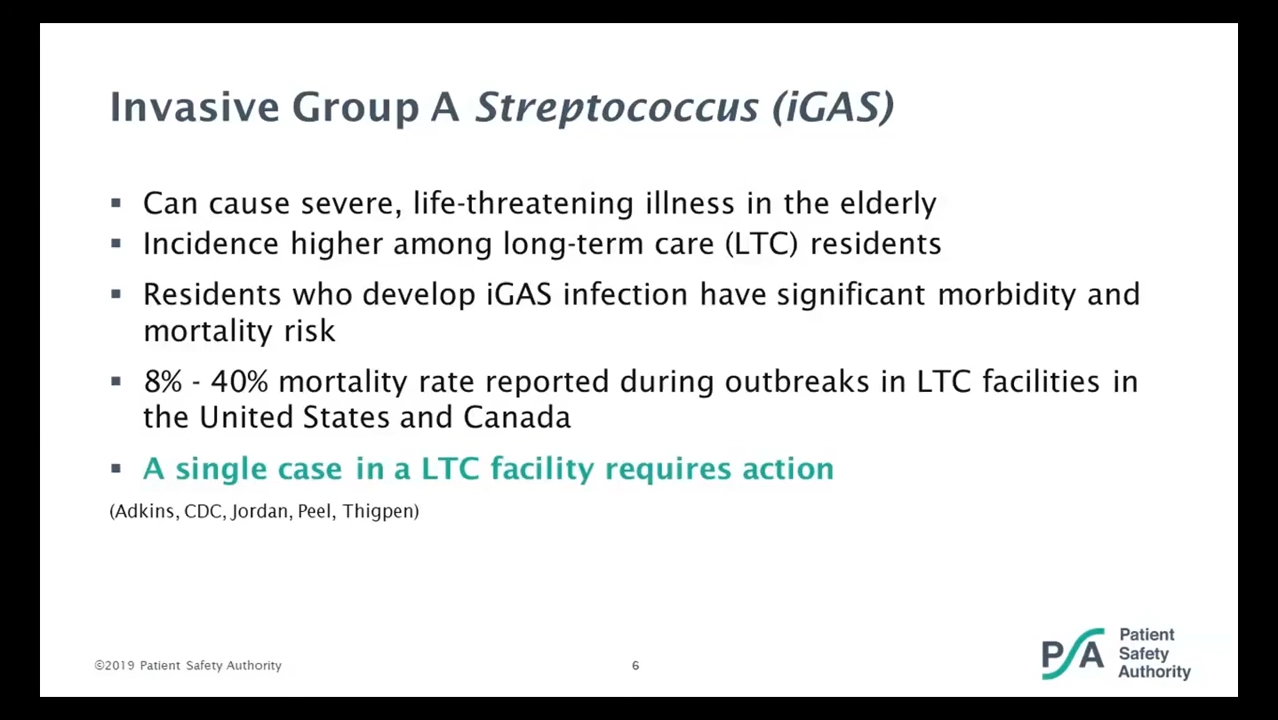 Invasive Group A Streptococcus (iGAS)
▪ Can cause severe, life-threatening illness in the elderly
▪ Incidence higher among long-term care (LTC) residents
▪ Residents who develop iGAS infection have significant morbidity and
mortality risk
▪ 8% - 40% mortality rate reported during outbreaks in LTC facilities in
the United States and Canada
▪ A single case in a LTC facility requires action
(Adkins, CDC, Jordan, Peel, Thigpen)
©2019 Patient Safety Authority
6
PSA
Patient
Safety
Authority